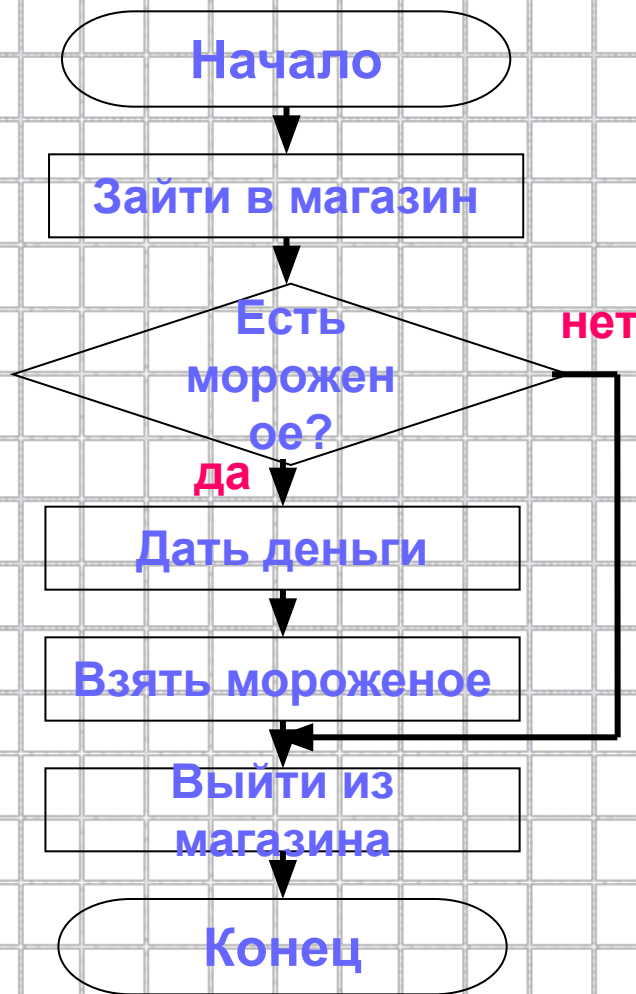 Начало
Зайти в магазин
Есть
морожен
ое?
нет
да
Дать деньги
Взять мороженое
Выйти из
магазина
Конец